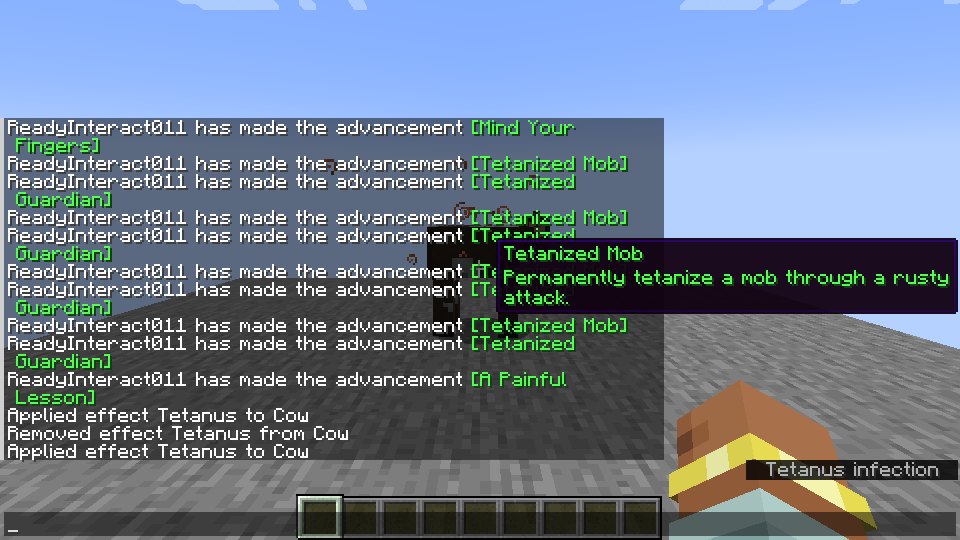 ReadyInteract011 has made the advancement [Mind Your
Fingers]
ReadyInteract011 has made the advancement [Tetanized Mob]
ReadyInteract011 has made the advancement [Tetanized
Guardian]
ReadyInteract011 has made the advancement [Tetanized Mob]
ReadyInteract011 has made the advancement [Tetanized
Guardian]
ReadyInteract011 has made the advancement
ReadyInteract011 has made the advancement
Guardian]
ReadyInteract011 has made the advancement [Tetanized Mob]
ReadyInteract011 has made the advancement [Tetanized
Guardian]
ReadyInteract011 has made the advancement [A Painful
Lesson]
Applied effect Tetanus to Cow
Removed effect Tetanus from Cow
Applied effect Tetanus to Cow
Tetanized Mob
Permanently tetanize a mob through a rusty
attack.
Tetanus infection
_